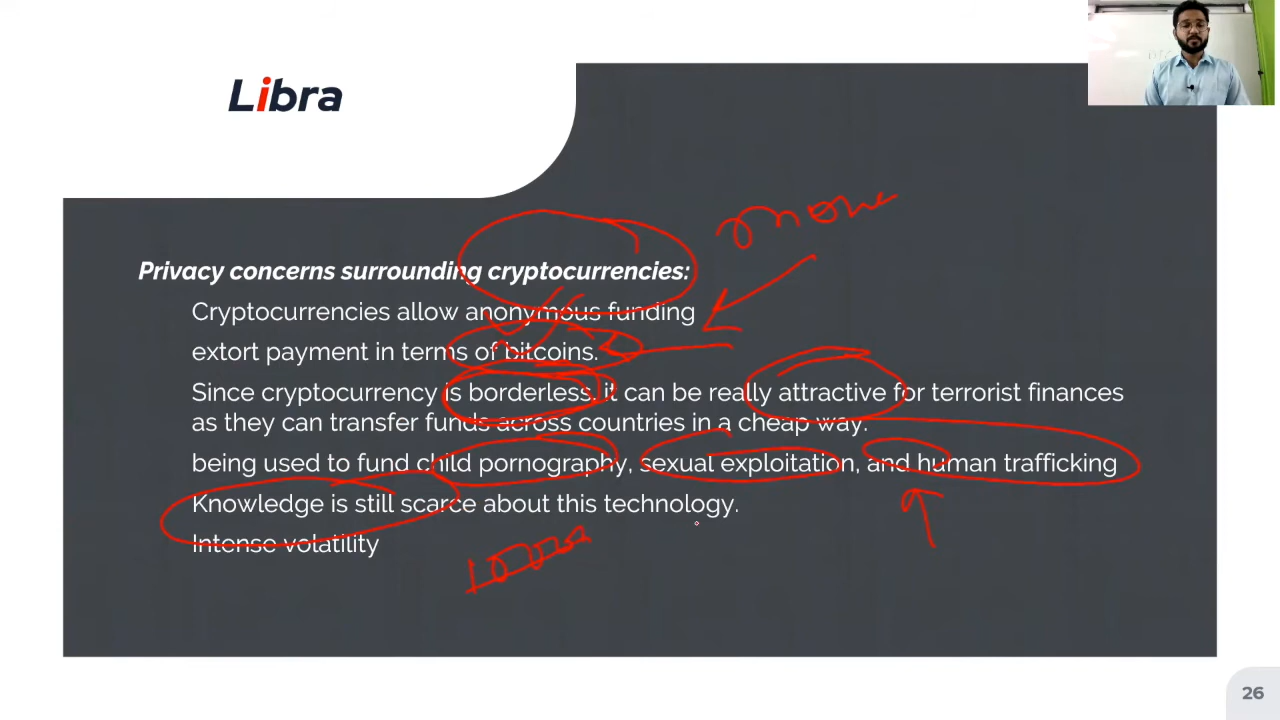 Libra
Privacy concerns surrounding cryptocurrencies:
Cryptocurrencies allow anonymous funding
extort payment in terms of bitcoins.
Since cryptocurrency is borderless, it can be really attractive for terrorist finances
as they can transfer funds across countries in a cheap way.
being used to fund child pornography, sexual exploitation, and human trafficking
Knowledge is still scarce about this technology.
Intense volatility
26